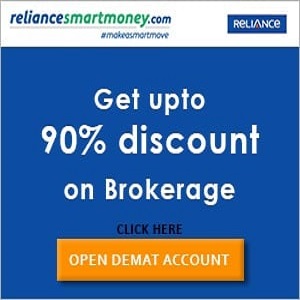 reliancesmartmoney.com
#makeasmartmove
RELIANCE
Get upto
90% discount
on Brokerage
CLICK HERE
OPEN DEMAT ACCOUNT